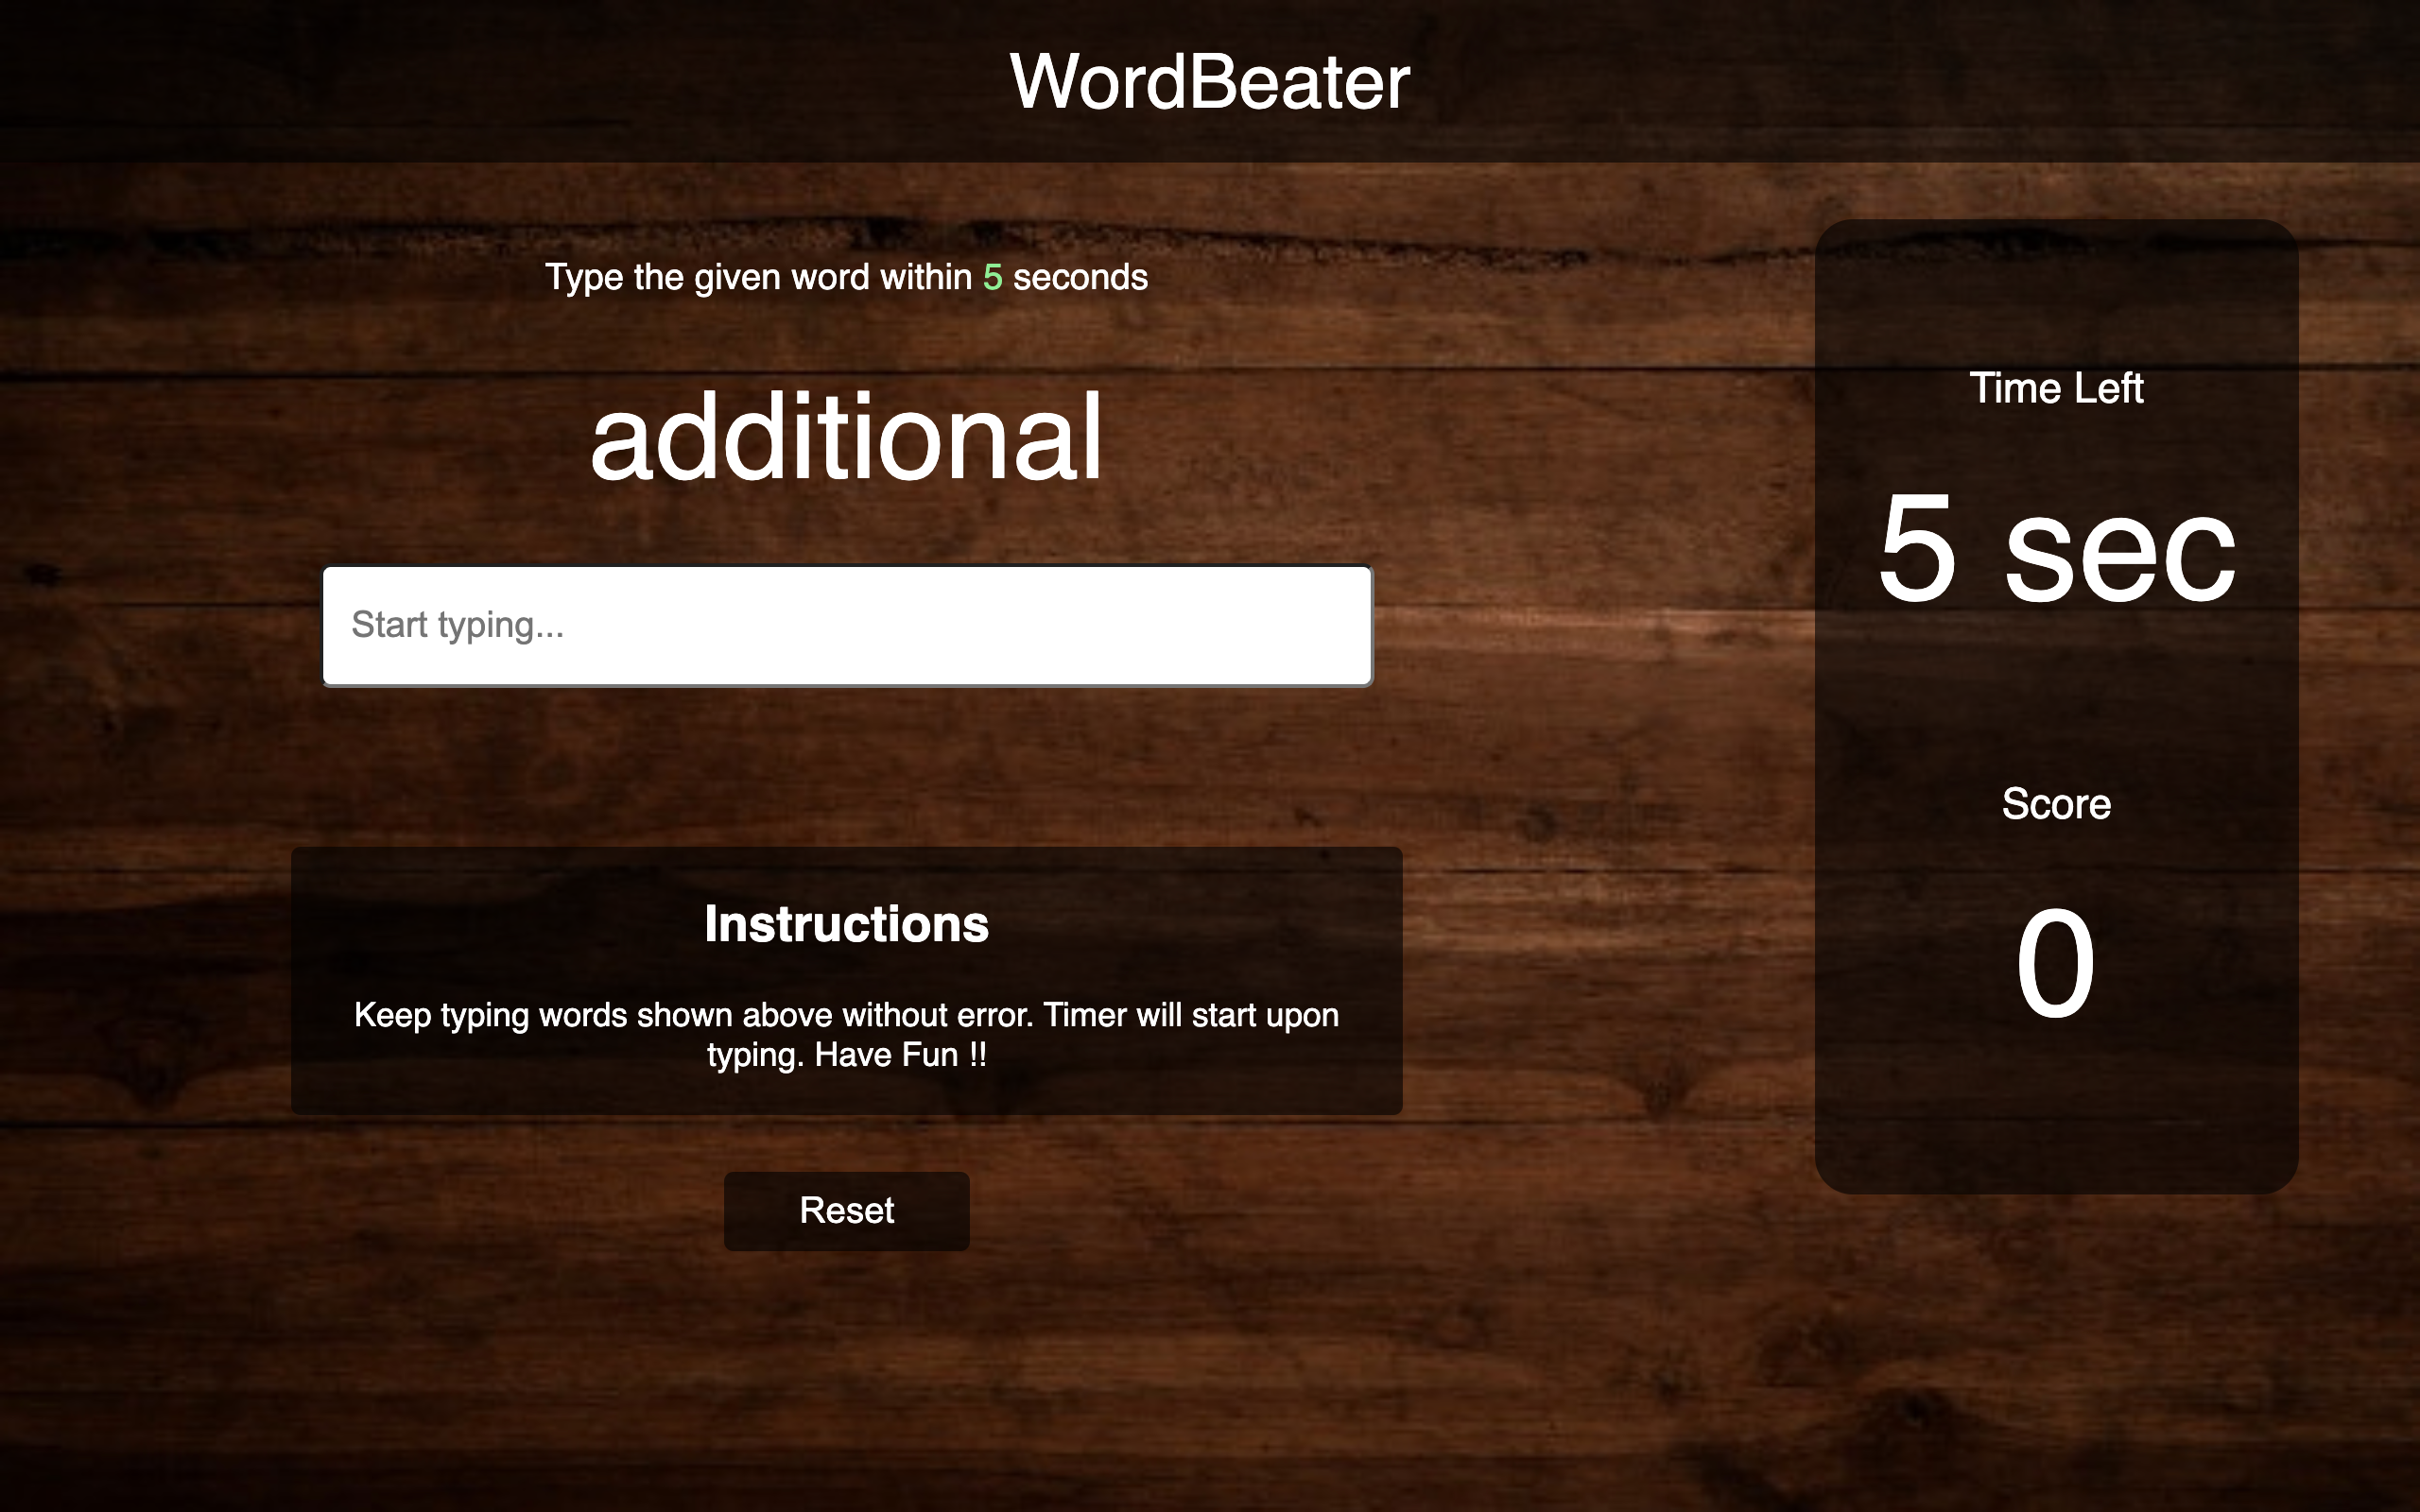 WordBeater
Type the given word within 5 seconds
additional
Start typing...
Instructions
Keep typing words shown above without error. Timer will start upon
typing. Have Fun !!
Reset
Time Left
5 sec
Score
0